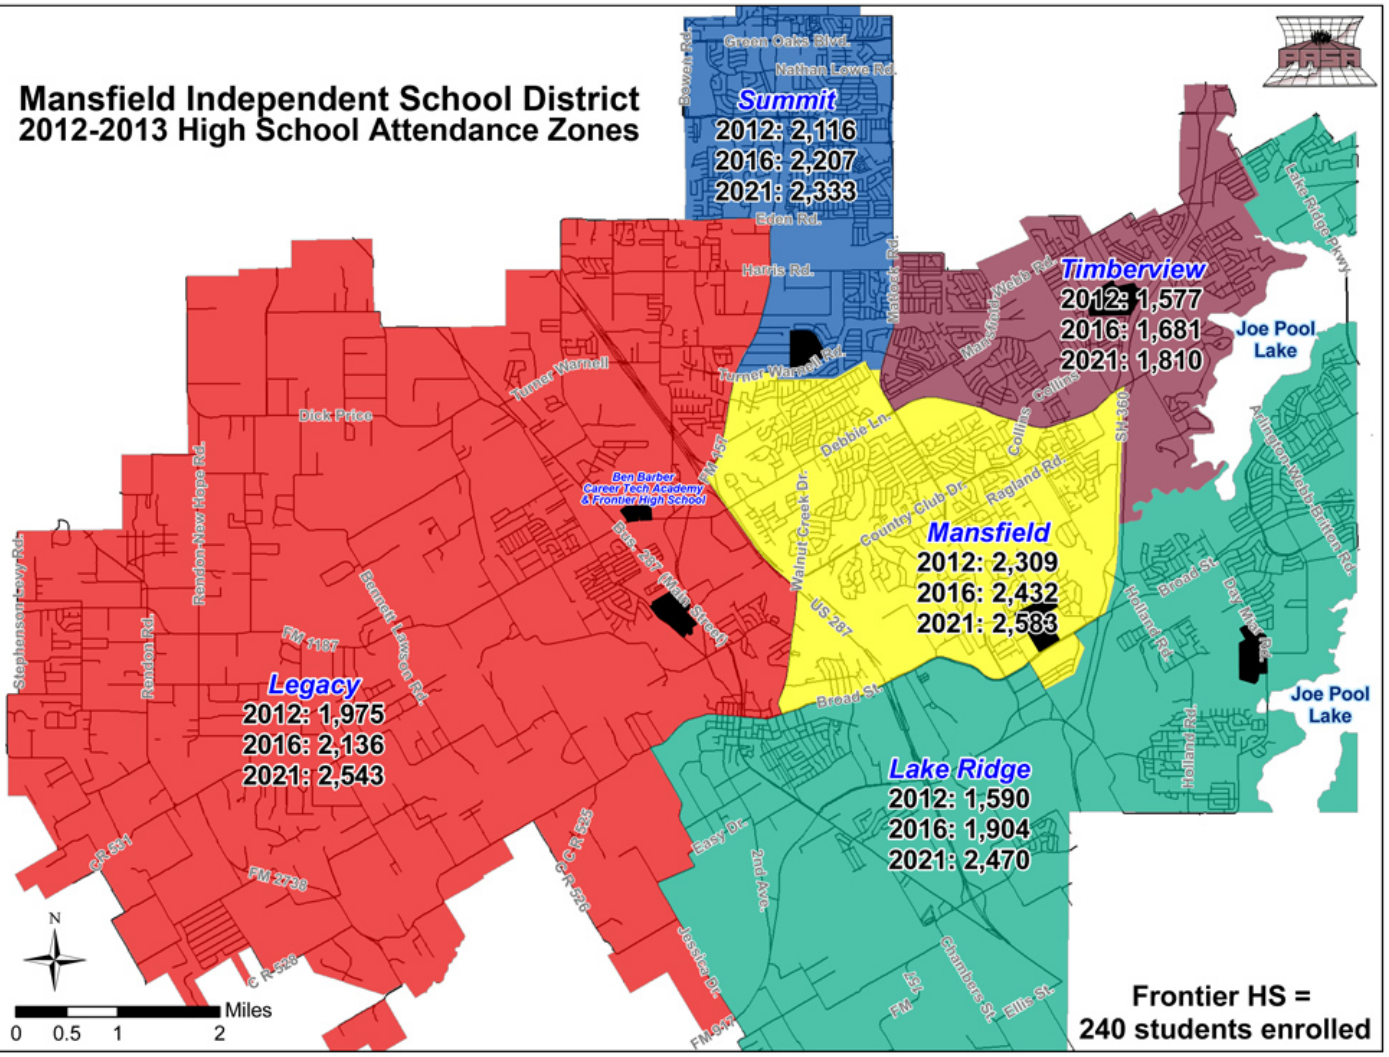 Mansfield Independent School District
2012-2013 High School Attendance Zones
PASA
Bowen Rd.
Green Oaks Blvd.
Nathan Lowe Rd.
Summit
2012: 2,116
2016: 2,207
2021: 2,333
Eden Rd.
Harris Rd.
Matlock Rd.
Turner Warnell Rd.
Lake Ridge Pkwy.
Mansfield Webb Rd.
Timberview
2012: 1,577
2016: 1,681
2021: 1,810
Joe Pool
Lake
Collins
Collins
SH 360
Turner Warnell
Dick Price
Debbie Ln.
Arlington Webb Britton Rd.
FM 157
Ragland Rd.
Rendon-New Hope Rd.
Ben Barber
Career Tech Academy
& Frontier High School
Country Club Dr.
Walnut Creek Dr.
Mansfield
2012: 2,309
2016: 2,432
2021: 2,583
Stephenson Levy Rd.
Bus. 287 (Main Street)
Broad St.
Bennett Lawson Rd.
US 287
Holland Rd.
Day Miar Rd.
FM 1187
Rendon Rd.
Legacy
2012: 1,975
2016: 2,136
2021: 2,543
Broad St.
Joe Pool
Lake
Holland Rd.
Lake Ridge
2012: 1,590
2016: 1,904
2021: 2,470
CR 531
C C R 525
Easy Dr.
FM 2738
C R 526
2nd Ave.
N
Jessica Dr.
C R 528
Chambers St.
157
FM
Ellis St.
FM 917
Miles
0 0.5 1 2
Frontier HS =
240 students enrolled